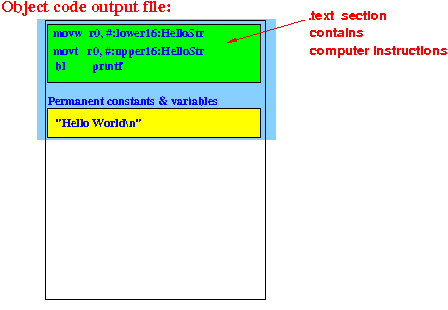 Object code output file:
movw r0, #:lower16:HelloStr
movt r0, #:upper16:HelloStr
bl printf
.text section
contains
computer instructions
Permanent constants & variables
"Hello World\n"